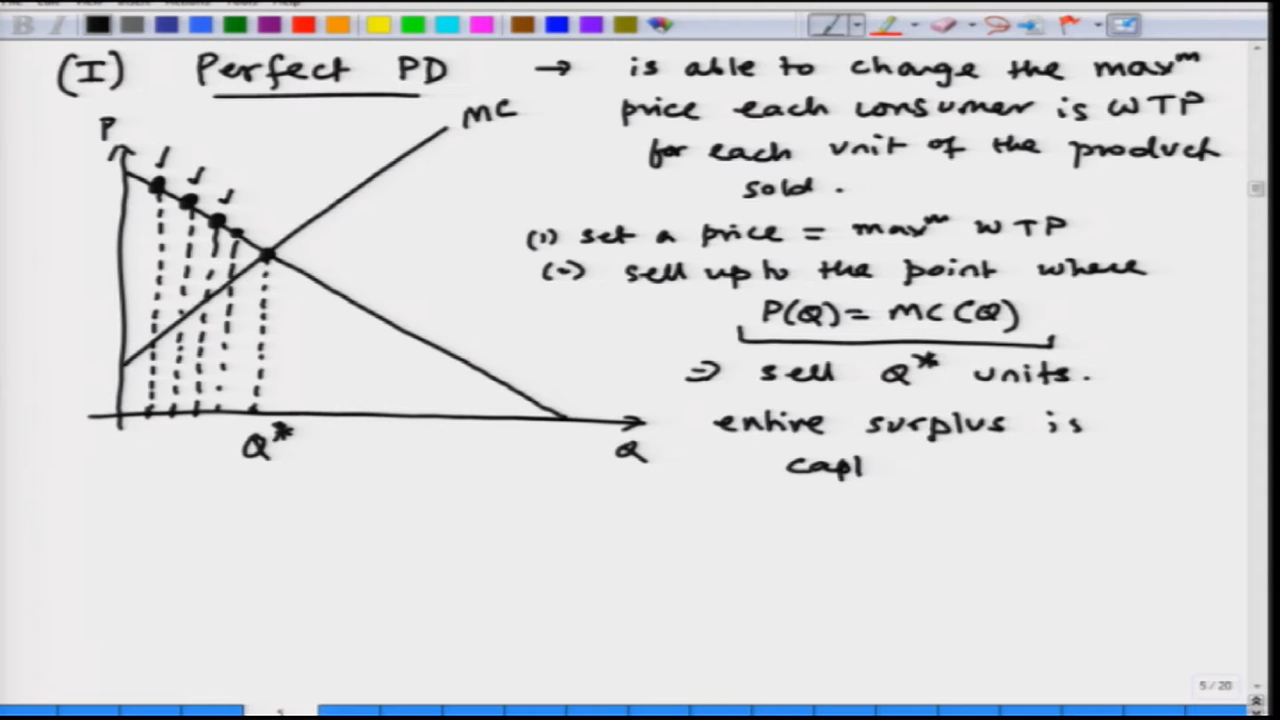 (I) Perfect PD → is able to change the maxᵐ
price each consumer is WTP
for each unit of the product
sold.
P
MC
(1) set a price = maxᵐ WTP
sell up to the point where
P(Q) = MC(Q)
⇒ sell Q* units.
entire surplus is
capl
Q*
Q
5 / 20
5